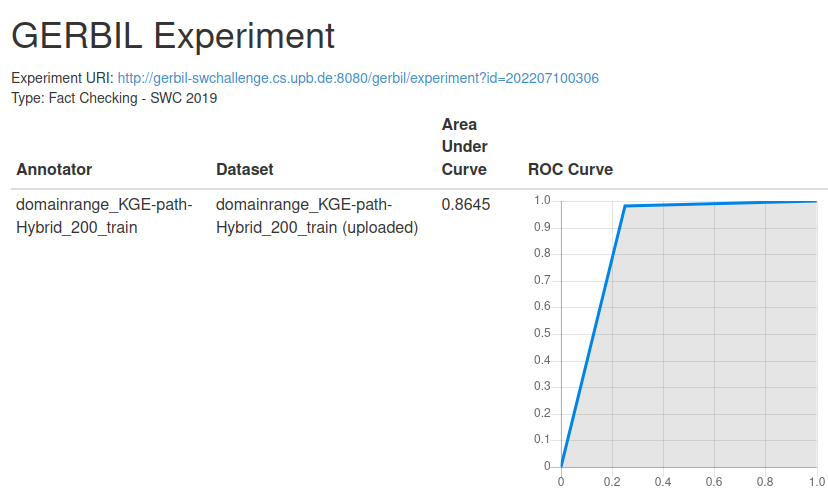 GERBIL Experiment
Experiment URI: http://gerbil-swchallenge.cs.upb.de:8080/gerbil/experiment?id=202207100306
Type: Fact Checking - SWC 2019
Annotator Dataset Area Under Curve ROC Curve
domainrange_KGE-path-Hybrid_200_train
domainrange_KGE-path-Hybrid_200_train (uploaded)
0.8645
1.0
0.9
0.8
0.7
0.6
0.5
0.4
0.3
0.2
0.1
0
0 0.2 0.4 0.6 0.8 1.0